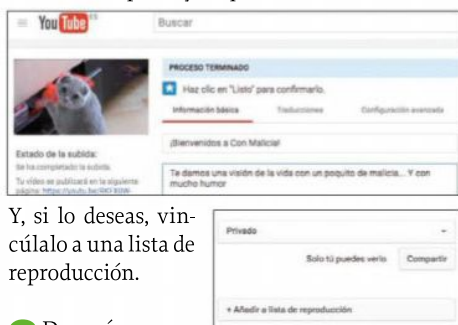 YouTube ES
Buscar
PROCESO TERMINADO
Haz clic en "Listo" para confirmarlo.
Información básica
Traducciones
Configuración avanzada
¡Bienvenidos a Con Malicia!
Estado de la subida:
Se ha completado la subida.
Tu vídeo se publicará en la siguiente
página:
Te damos una visión de la vida con un poquito de malicia... Y con
mucho humor
Y, si lo deseas, vin-
cúlalo a una lista de
reproducción.
Privado
Solo tú puedes verlo
Compartir
+ Añadir a lista de reproducción